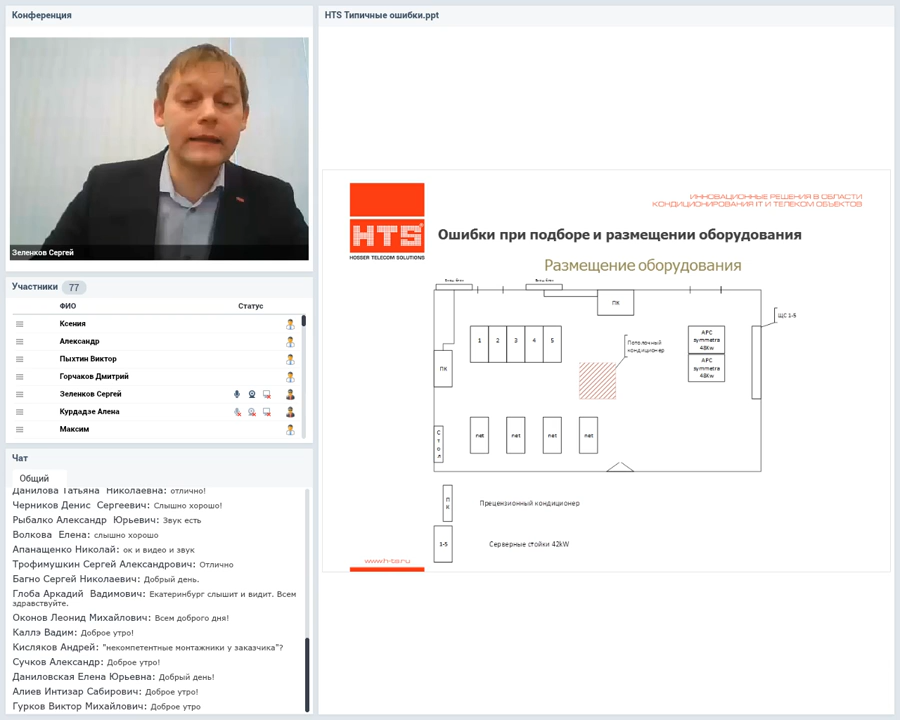 Конференция
Зеленков Сергей
Участники 77
ФИО Статус
Ксения
Александр
Пыхтин Виктор
Горчаков Дмитрий
Зеленков Сергей
Курдадзе Алена
Максим
Чат
Общий
Данилова Татьяна Николаевна: отлично!
Черников Денис Сергеевич: Слышно хорошо!
Рыбалко Александр Юрьевич: Звук есть
Волкова Елена: слышно хорошо
Апанащенко Николай: ок и видео и звук
Трофимушкин Сергей Александрович: Отлично
Багно Сергей Николаевич: Добрый день.
Глоба Аркадий Вадимович: Екатеринбург слышит и видит. Всем
здравствуйте.
Оконов Леонид Михайлович: Всем доброго дня!
Каллэ Вадим: Доброе утро!
Кисляков Андрей: "некомпетентные монтажники у заказчика"?
Сучков Александр: Доброе утро!
Даниловская Елена Юрьевна: Добрый день!
Алиев Интизар Сабирович: Доброе утро!
Гурков Виктор Михайлович: Доброе утро
HTS Типичные ошибки.ppt
HTS
HOSSER TELECOM SOLUTIONS
ИННОВАЦИОННЫЕ РЕШЕНИЯ В ОБЛАСТИ
КОНДИЦИОНИРОВАНИЯ IT И ТЕЛЕКОМ ОБЪЕКТОВ
Ошибки при подборе и размещении оборудования
Размещение оборудования
ПК
ЩС 1-5
1 2 3 4 5
Потолочный
кондиционер
APC
symmetra
48Kw
APC
symmetra
48Kw
ПК
Стол
net net net net
ПК
Прецензионный кондиционер
1-5
Серверные стойки 42kW
www.h-ts.ru